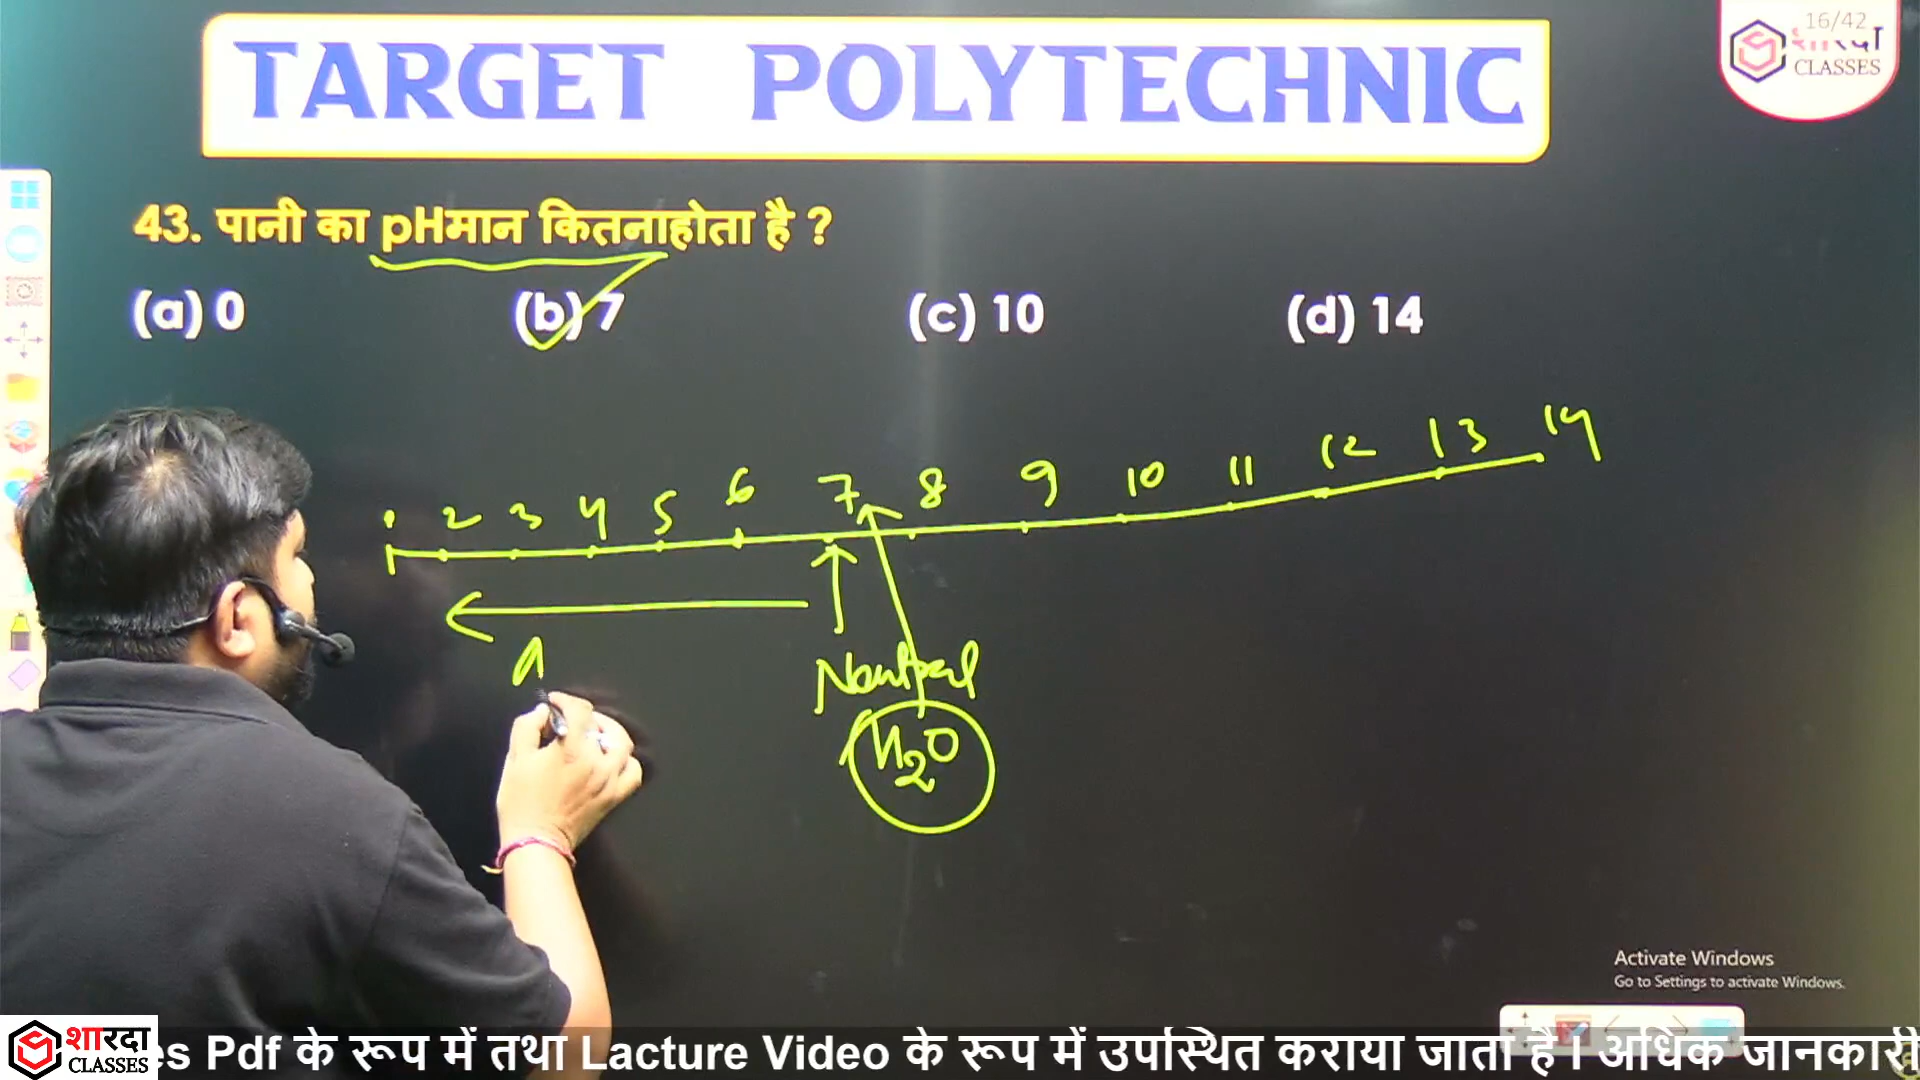 TARGET POLYTECHNIC
16/42
शारदा
CLASSES
43. पानी का pHमान कितनाहोता है ?
(a) 0 (b) 7 (c) 10 (d) 14
1 2 3 4 5 6 7 8 9 10 11 12 13 14
A
Neutral
H2O
Activate Windows
Go to Settings to activate Windows.
शारदा
CLASSES
es Pdf के रूप में तथा Lacture Video के रूप में उपस्थित कराया जाता है। अधिक जानकारी